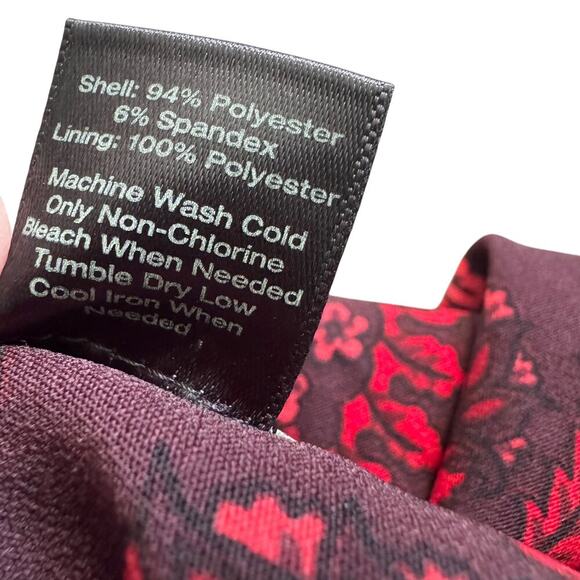 Shell: 94% Polyester
6% Spandex
Lining: 100% Polyester
Machine Wash Cold
Only Non-Chlorine
Bleach When Needed
Tumble Dry Low
Cool Iron When
Needed